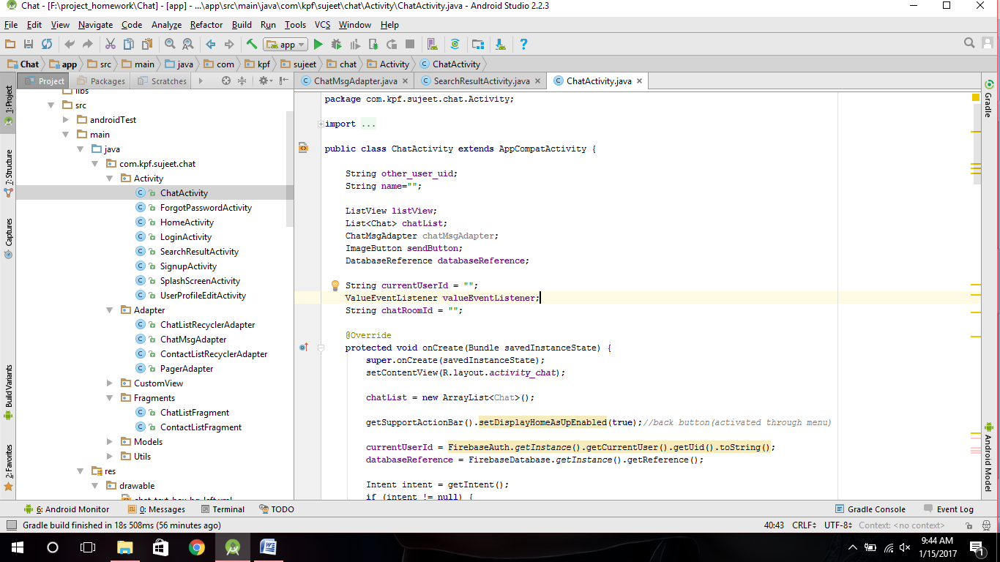 Chat - [F:\project_homework\Chat] - [app] - ...\app\src\main\java\com\kpf\sujeet\chat\Activity\ChatActivity.java - Android Studio 2.2.3
File Edit View Navigate Code Analyze Refactor Build Run Tools VCS Window Help
app
Chat app src main java com kpf sujeet chat Activity ChatActivity
Project Packages Scratches
ChatMsgAdapter.java SearchResultActivity.java ChatActivity.java
1: Project
7: Structure
Captures
Build Variants
2: Favorites
libs
src
androidTest
main
java
com.kpf.sujeet.chat
Activity
ChatActivity
ForgotPasswordActivity
HomeActivity
LoginActivity
SearchResultActivity
SignupActivity
SplashScreenActivity
UserProfileEditActivity
Adapter
ChatListRecyclerAdapter
ChatMsgAdapter
ContactListRecyclerAdapter
PagerAdapter
CustomView
Fragments
ChatListFragment
ContactListFragment
Models
Utils
res
drawable
package com.kpf.sujeet.chat.Activity;
import ...
public class ChatActivity extends AppCompatActivity {
String other_user_uid;
String name="";
ListView listView;
List<Chat> chatList;
ChatMsgAdapter chatMsgAdapter;
ImageButton sendButton;
DatabaseReference databaseReference;
String currentUserId = "";
ValueEventListener valueEventListener;
String chatRoomId = "";
@Override
protected void onCreate(Bundle savedInstanceState) {
super.onCreate(savedInstanceState);
setContentView(R.layout.activity_chat);
chatList = new ArrayList<Chat>();
getSupportActionBar().setDisplayHomeAsUpEnabled(true);//back button(activated through menu)
currentUserId = FirebaseAuth.getInstance().getCurrentUser().getUid().toString();
databaseReference = FirebaseDatabase.getInstance().getReference();
Intent intent = getIntent();
if (intent != null) {
Gradle
Android Model
6: Android Monitor 0: Messages Terminal TODO Gradle Console Event Log
Gradle build finished in 18s 508ms (56 minutes ago) 40:43 CRLF UTF-8 Context: <no context>
9:44 AM
1/15/2017
1